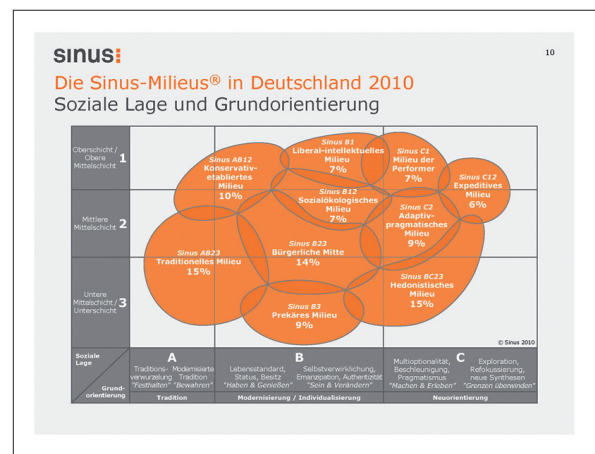 sınus:
10
Die Sinus-Milieus® in Deutschland 2010
Soziale Lage und Grundorientierung
Oberschicht /
Obere
Mittelschicht
1
Mittlere
Mittelschicht
2
Untere
Mittelschicht /
Unterschicht
3
Sinus AB12
Konservativ-
etabliertes
Milieu
10%
Sinus B1
Liberal-intellektuelles
Milieu
7%
Sinus C1
Milieu der
Performer
7%
Sinus C12
Expeditives
Milieu
6%
Sinus B12
Sozialökologisches
Milieu
7%
Sinus C2
Adaptiv-
pragmatisches
Milieu
9%
Sinus AB23
Traditionelles Milieu
15%
Sinus B23
Bürgerliche Mitte
14%
Sinus BC23
Hedonistisches
Milieu
15%
Sinus B3
Prekäres Milieu
9%
© Sinus 2010
Soziale
Lage
Grund-
orientierung
A
Traditions-
verwurzelung
"Festhalten"
Modernisierte
Tradition
"Bewahren"
B
Lebensstandard,
Status, Besitz
"Haben & Genießen"
Selbstverwirklichung,
Emanzipation, Authentizität
"Sein & Verändern"
C
Multioptionalität,
Beschleunigung,
Pragmatismus
"Machen & Erleben"
Exploration,
Refokussierung,
neue Synthesen
"Grenzen überwinden"
Tradition
Modernisierung / Individualisierung
Neuorientierung